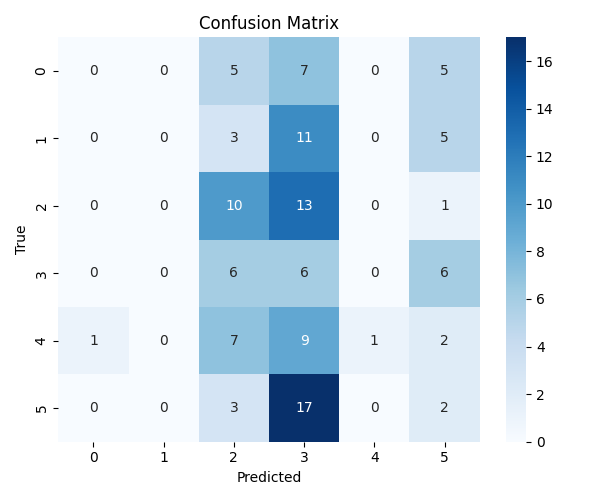 Confusion Matrix
0 0 0 5 7 0 5
1 0 0 3 11 0 5
2 0 0 10 13 0 1
3 0 0 6 6 0 6
4 1 0 7 9 1 2
5 0 0 3 17 0 2
0 1 2 3 4 5
Predicted
True
16
14
12
10
8
6
4
2
0